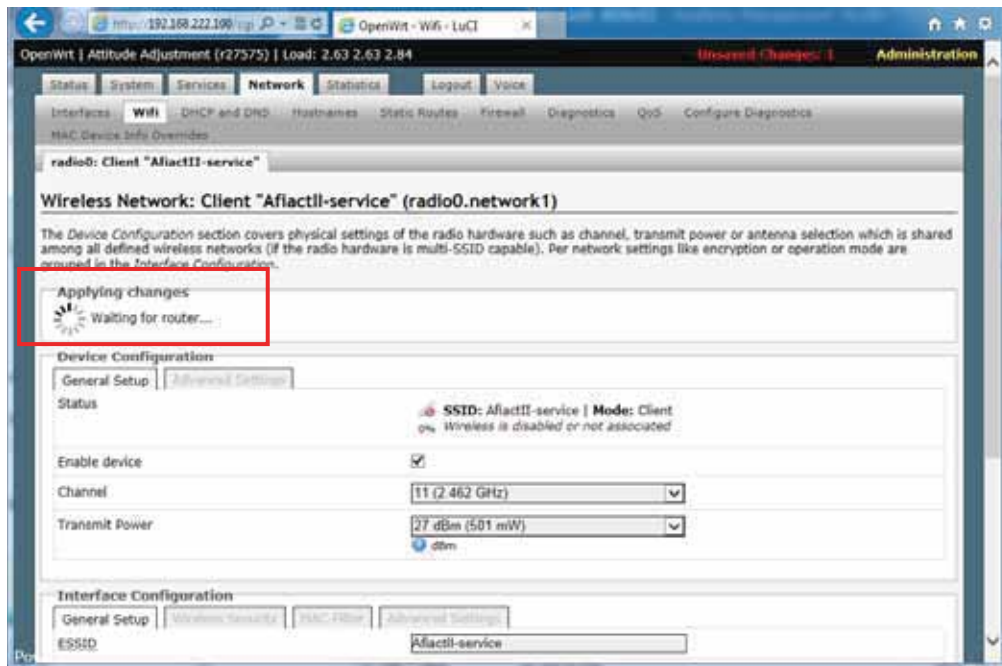 http://192.168.222.100
OpenWrt - Wifi - LuCI
OpenWrt | Attitude Adjustment (r27575) | Load: 2.63 2.63 2.84
Unsaved Changes: 1
Administration
Status System Services Network Statistics Logout Voice
Interfaces Wifi DHCP and DNS Hostnames Static Routes Firewall Diagnostics QoS Configure Diagnostics
MAC Device Info Overrides
radio0: Client "AfiactII-service"
Wireless Network: Client "AfiactII-service" (radio0.network1)
The Device Configuration section covers physical settings of the radio hardware such as channel, transmit power or antenna selection which is shared
among all defined wireless networks (if the radio hardware is multi-SSID capable). Per network settings like encryption or operation mode are
grouped in the Interface Configuration.
Applying changes
Waiting for router...
Device Configuration
General Setup Advanced Settings
Status
SSID: AfiactII-service | Mode: Client
0% Wireless is disabled or not associated
Enable device
Channel
11 (2.462 GHz)
Transmit Power
27 dBm (501 mW)
dBm
Interface Configuration
General Setup Wireless Security MAC-Filter Advanced Settings
ESSID
AfiactII-service